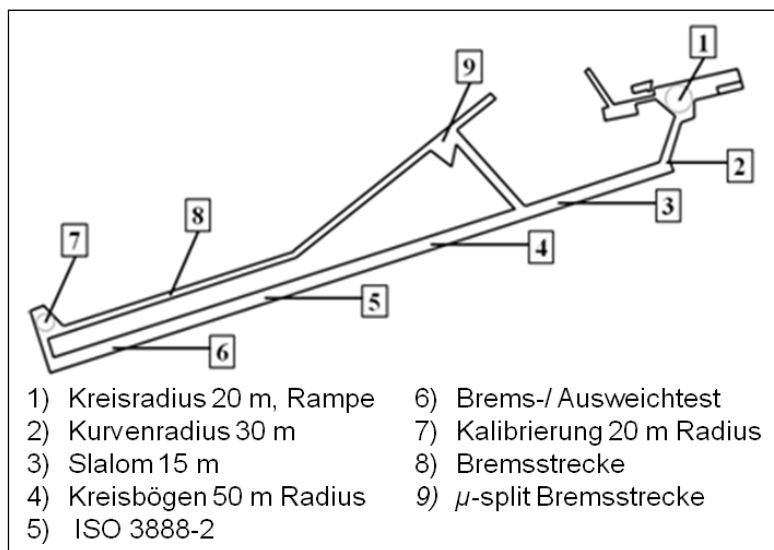 1
9
2
3
8
7
4
5
6
1) Kreisradius 20 m, Rampe
2) Kurvenradius 30 m
3) Slalom 15 m
4) Kreisbögen 50 m Radius
5) ISO 3888-2
6) Brems-/ Ausweichtest
7) Kalibrierung 20 m Radius
8) Bremsstrecke
9) µ-split Bremsstrecke